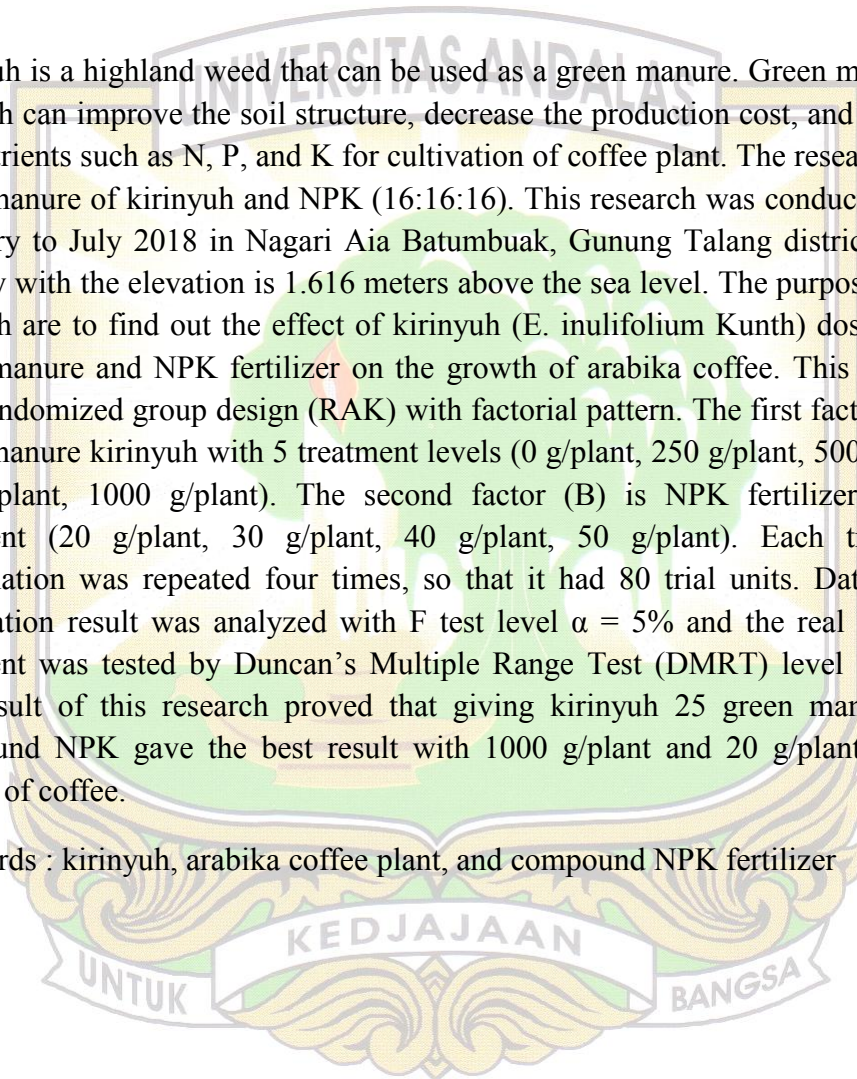 UNIVERSITAS ANDALAS
uh is a highland weed that can be used as a green manure. Green m
h can improve the soil structure, decrease the production cost, and
trients such as N, P, and K for cultivation of coffee plant. The resea
manure of kirinyuh and NPK (16:16:16). This research was conduc
ry to July 2018 in Nagari Aia Batumbuak, Gunung Talang distric
y with the elevation is 1.616 meters above the sea level. The purpos
h are to find out the effect of kirinyuh (E. inulifolium Kunth) dos
manure and NPK fertilizer on the growth of arabika coffee. This
ndomized group design (RAK) with factorial pattern. The first fact
manure kirinyuh with 5 treatment levels (0 g/plant, 250 g/plant, 500
plant, 1000 g/plant). The second factor (B) is NPK fertilizer
ent (20 g/plant, 30 g/plant, 40 g/plant, 50 g/plant). Each t
ation was repeated four times, so that it had 80 trial units. Dat
ation result was analyzed with F test level α = 5% and the real
ent was tested by Duncan’s Multiple Range Test (DMRT) level
sult of this research proved that giving kirinyuh 25 green man
und NPK gave the best result with 1000 g/plant and 20 g/plant
of coffee.
rds : kirinyuh, arabika coffee plant, and compound NPK fertilizer
KEDJAJAAN
UNTUK BANGSA